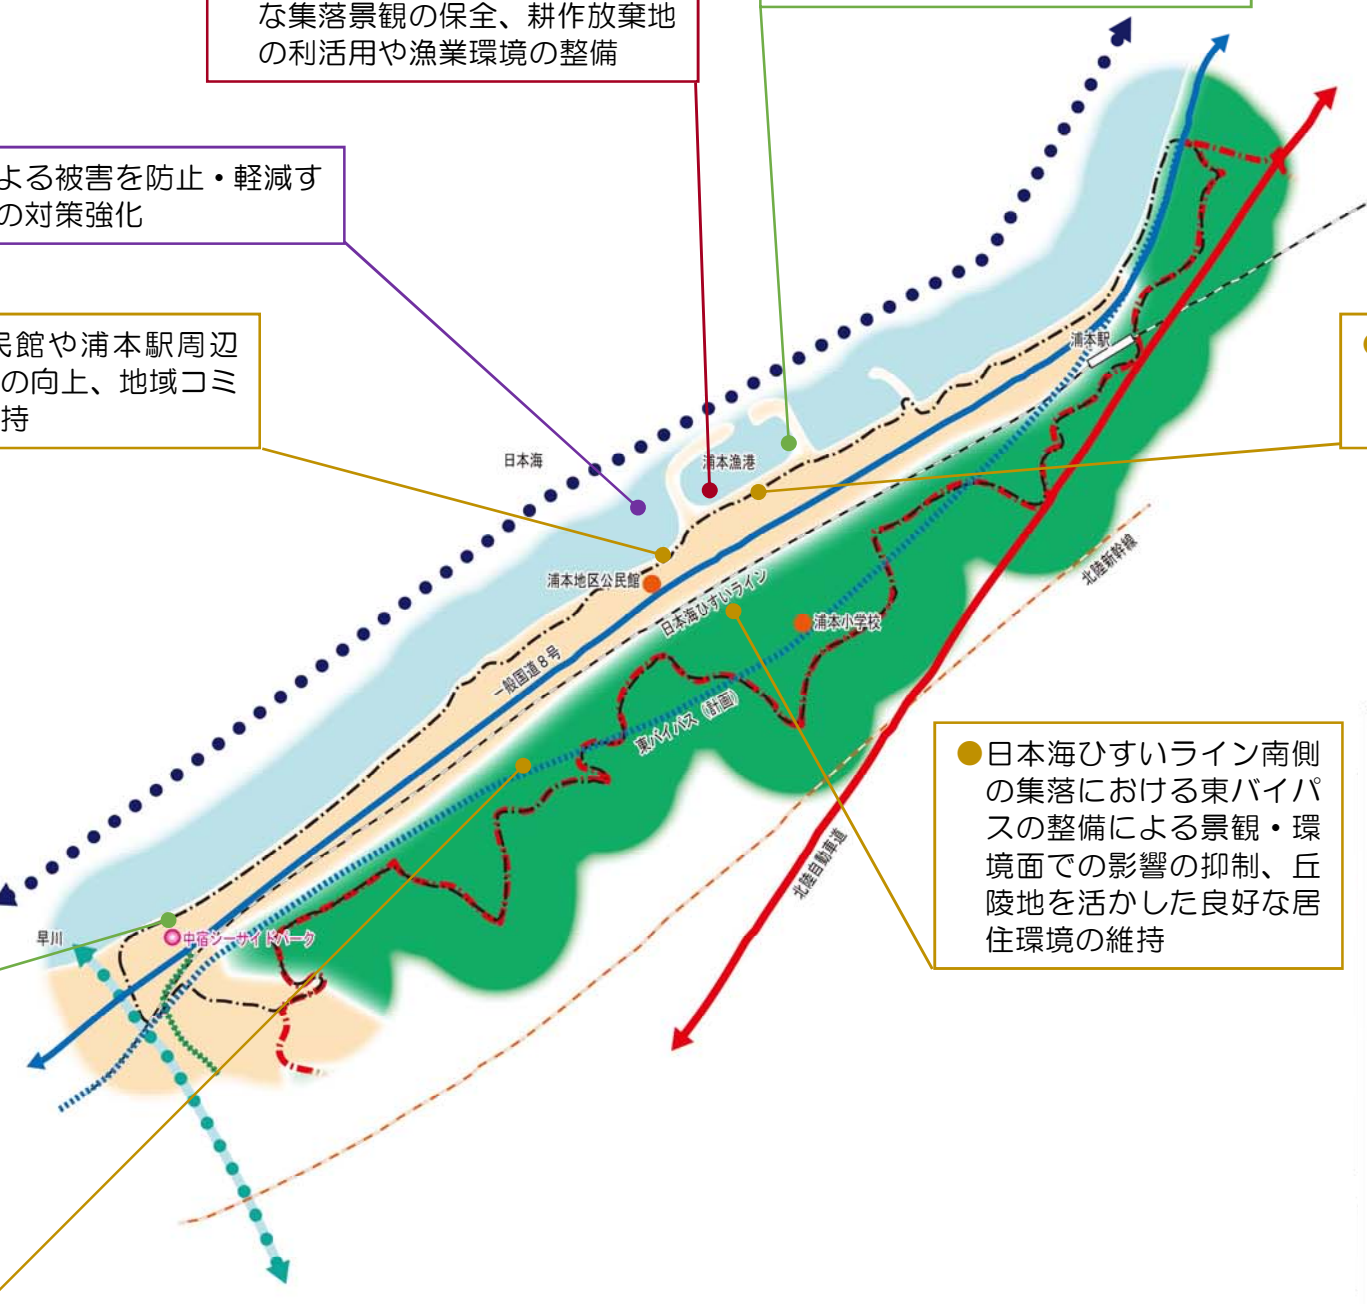 な集落景観の保全、耕作放棄地
の利活用や漁業環境の整備
よる被害を防止・軽減す
の対策強化
民館や浦本駅周辺
の向上、地域コミ
持
浦本駅
日本海
浦本漁港
浦本地区公民館
日本海ひすいライン
浦本小学校
北陸新幹線
一般国道8号
東バイパス（計画）
●日本海ひすいライン南側
の集落における東バイパ
スの整備による景観・環
境面での影響の抑制、丘
陵地を活かした良好な居
住環境の維持
北陸自動車道
早川
中宿シーサイドパーク